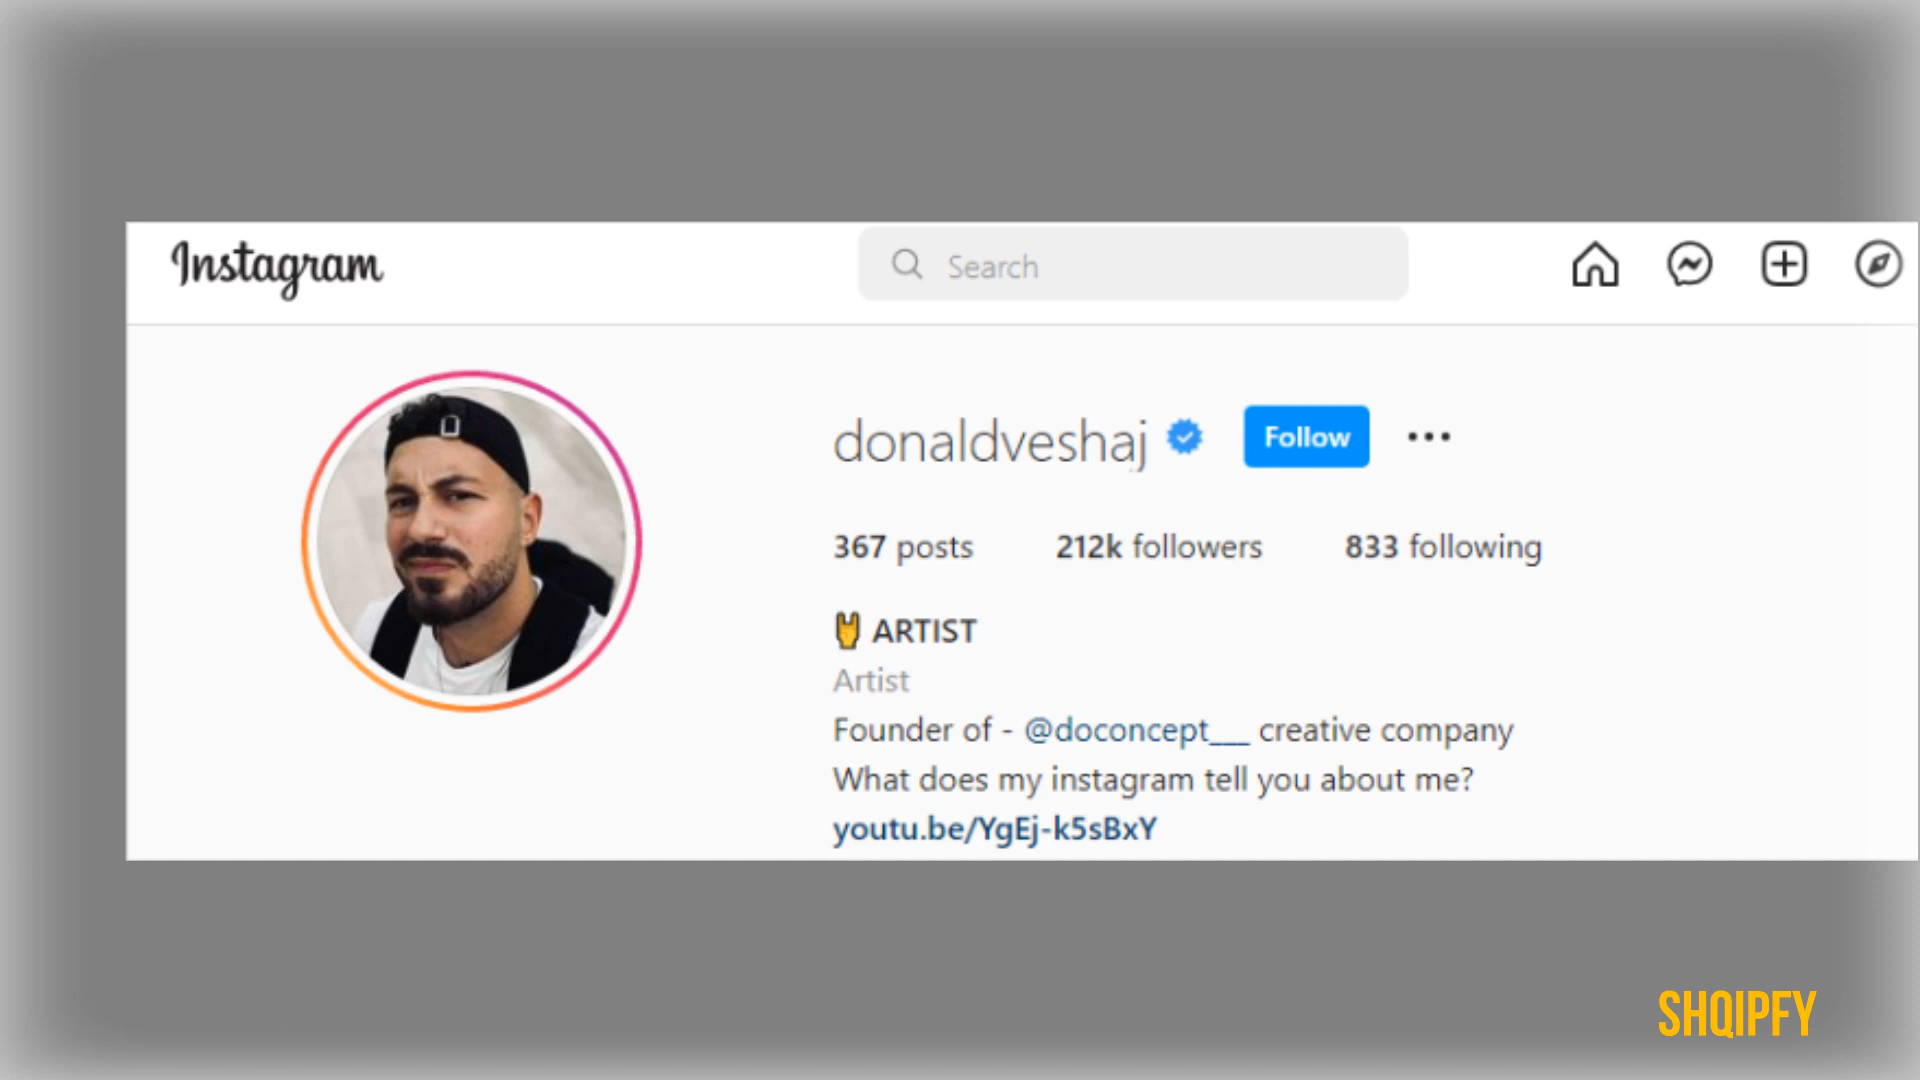 Instagram
Search
donaldveshaj
Follow
367 posts 212k followers 833 following
🤘 ARTIST
Artist
Founder of - @doconcept___ creative company
What does my instagram tell you about me?
youtu.be/YgEj-k5sBxY
SHQIPFY